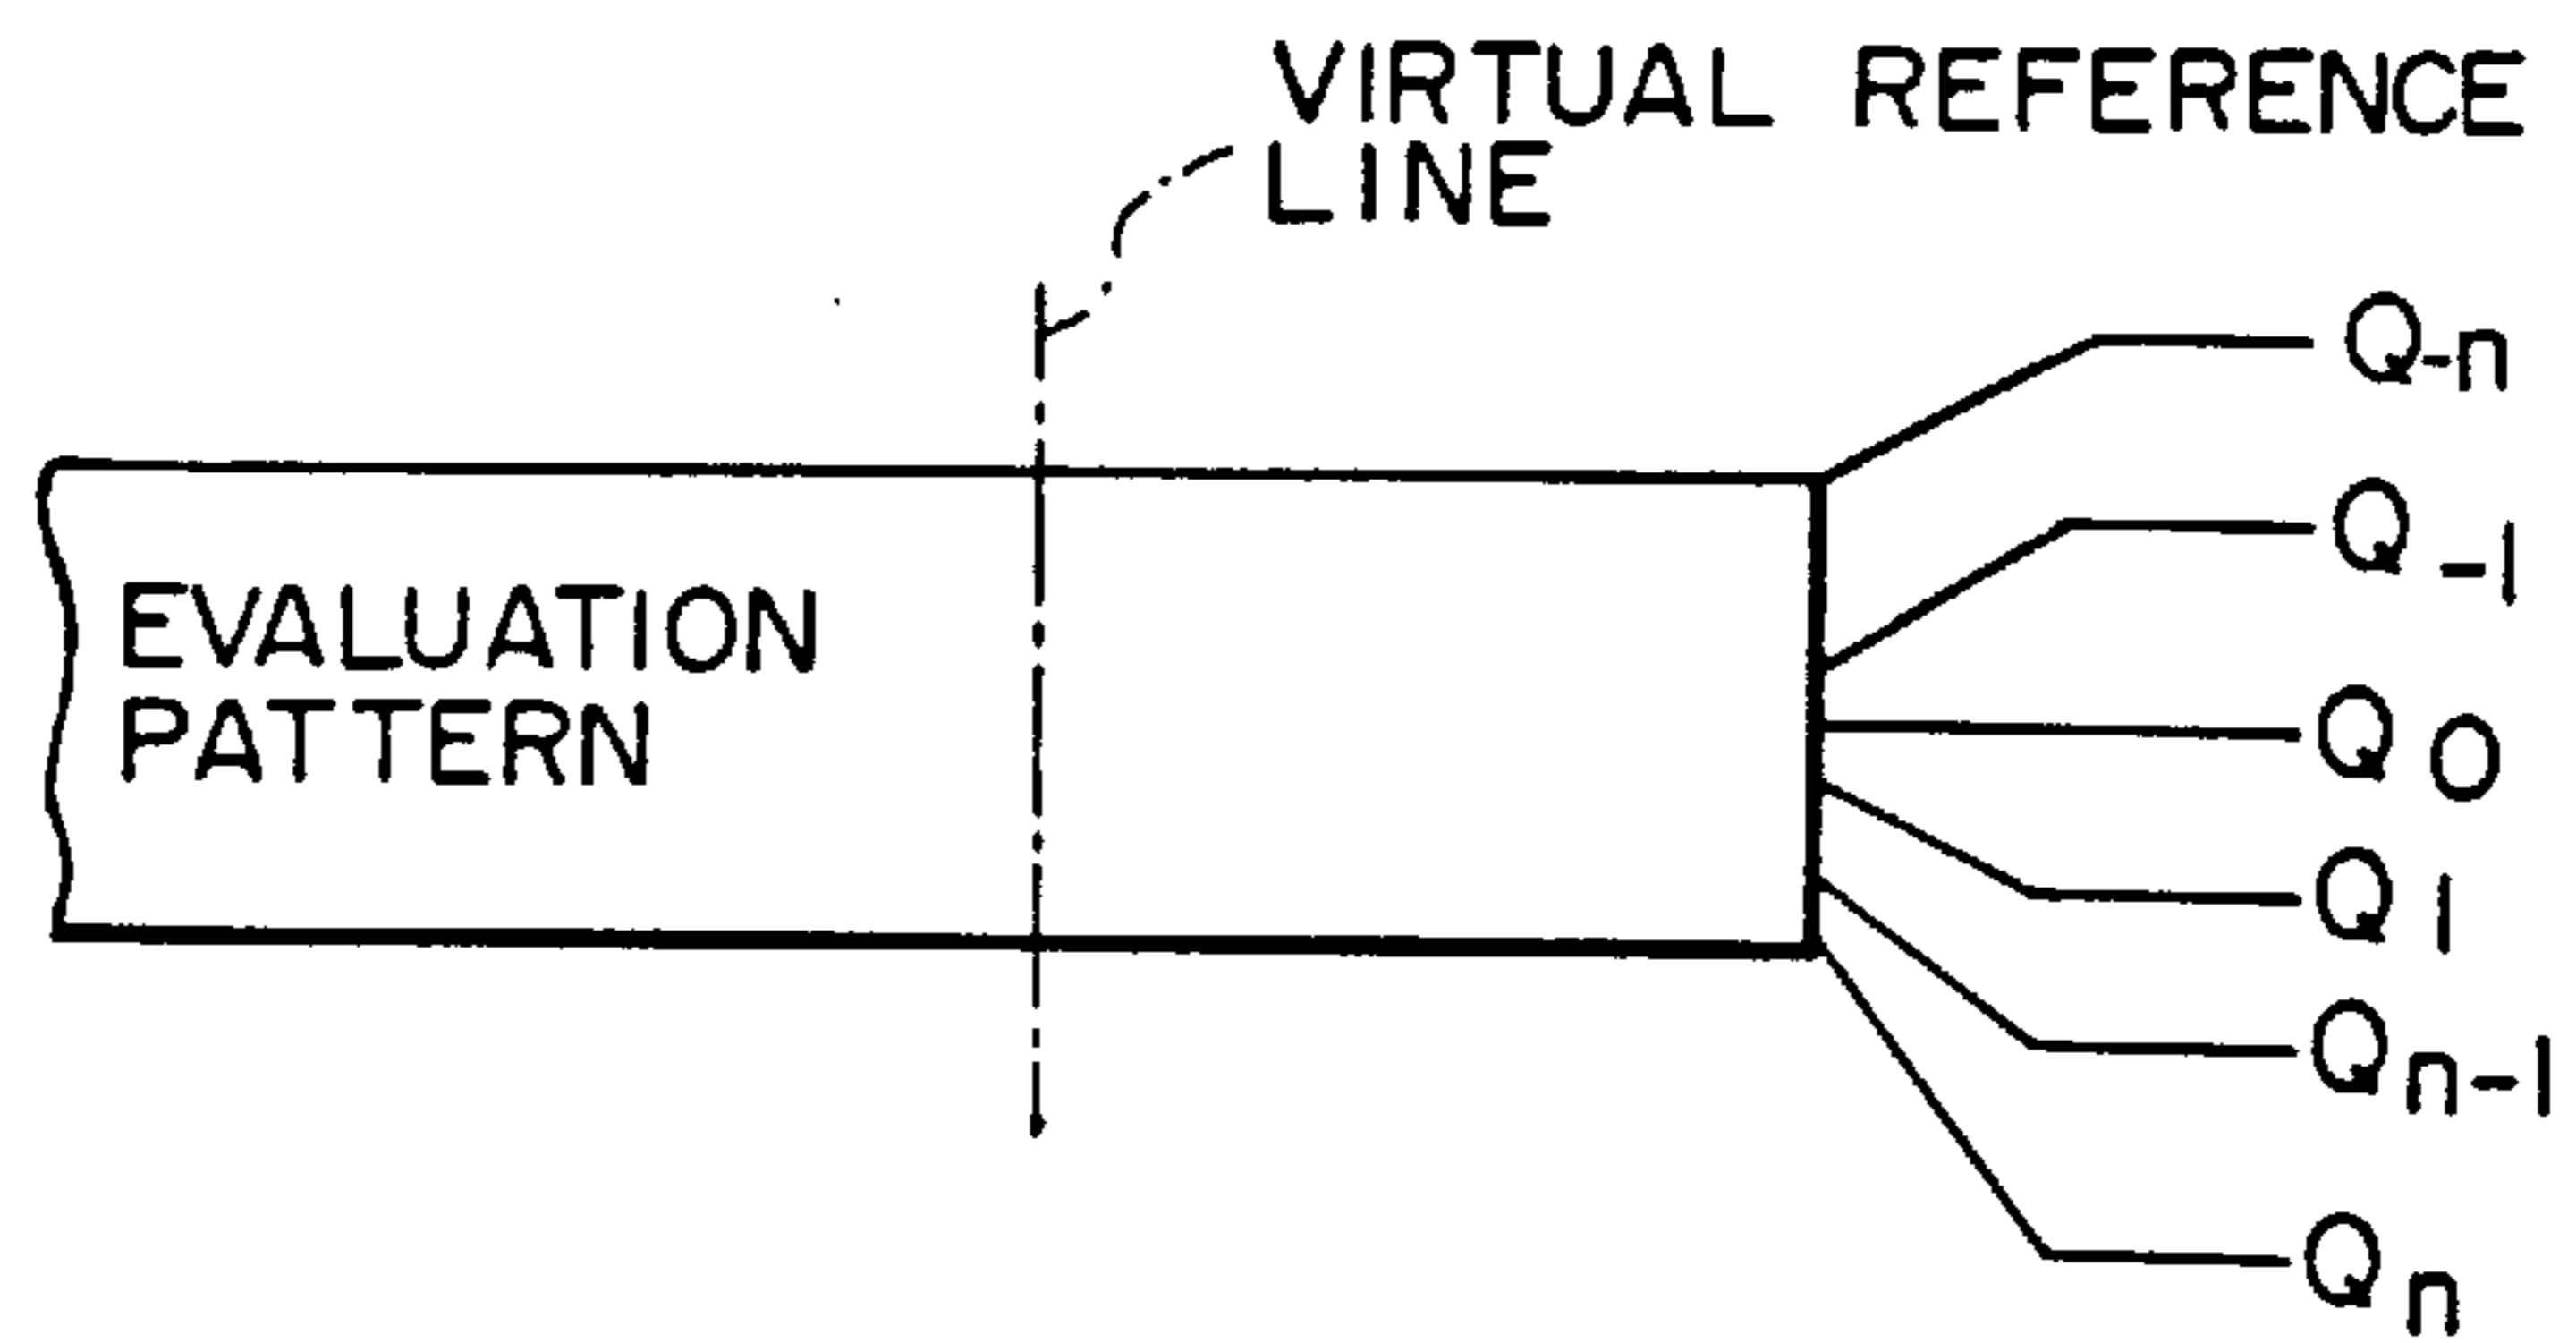 VIRTUAL REFERENCE
LINE
Q-n
Q-1
EVALUATION
PATTERN
Q0
Q1
Qn-1
Qn